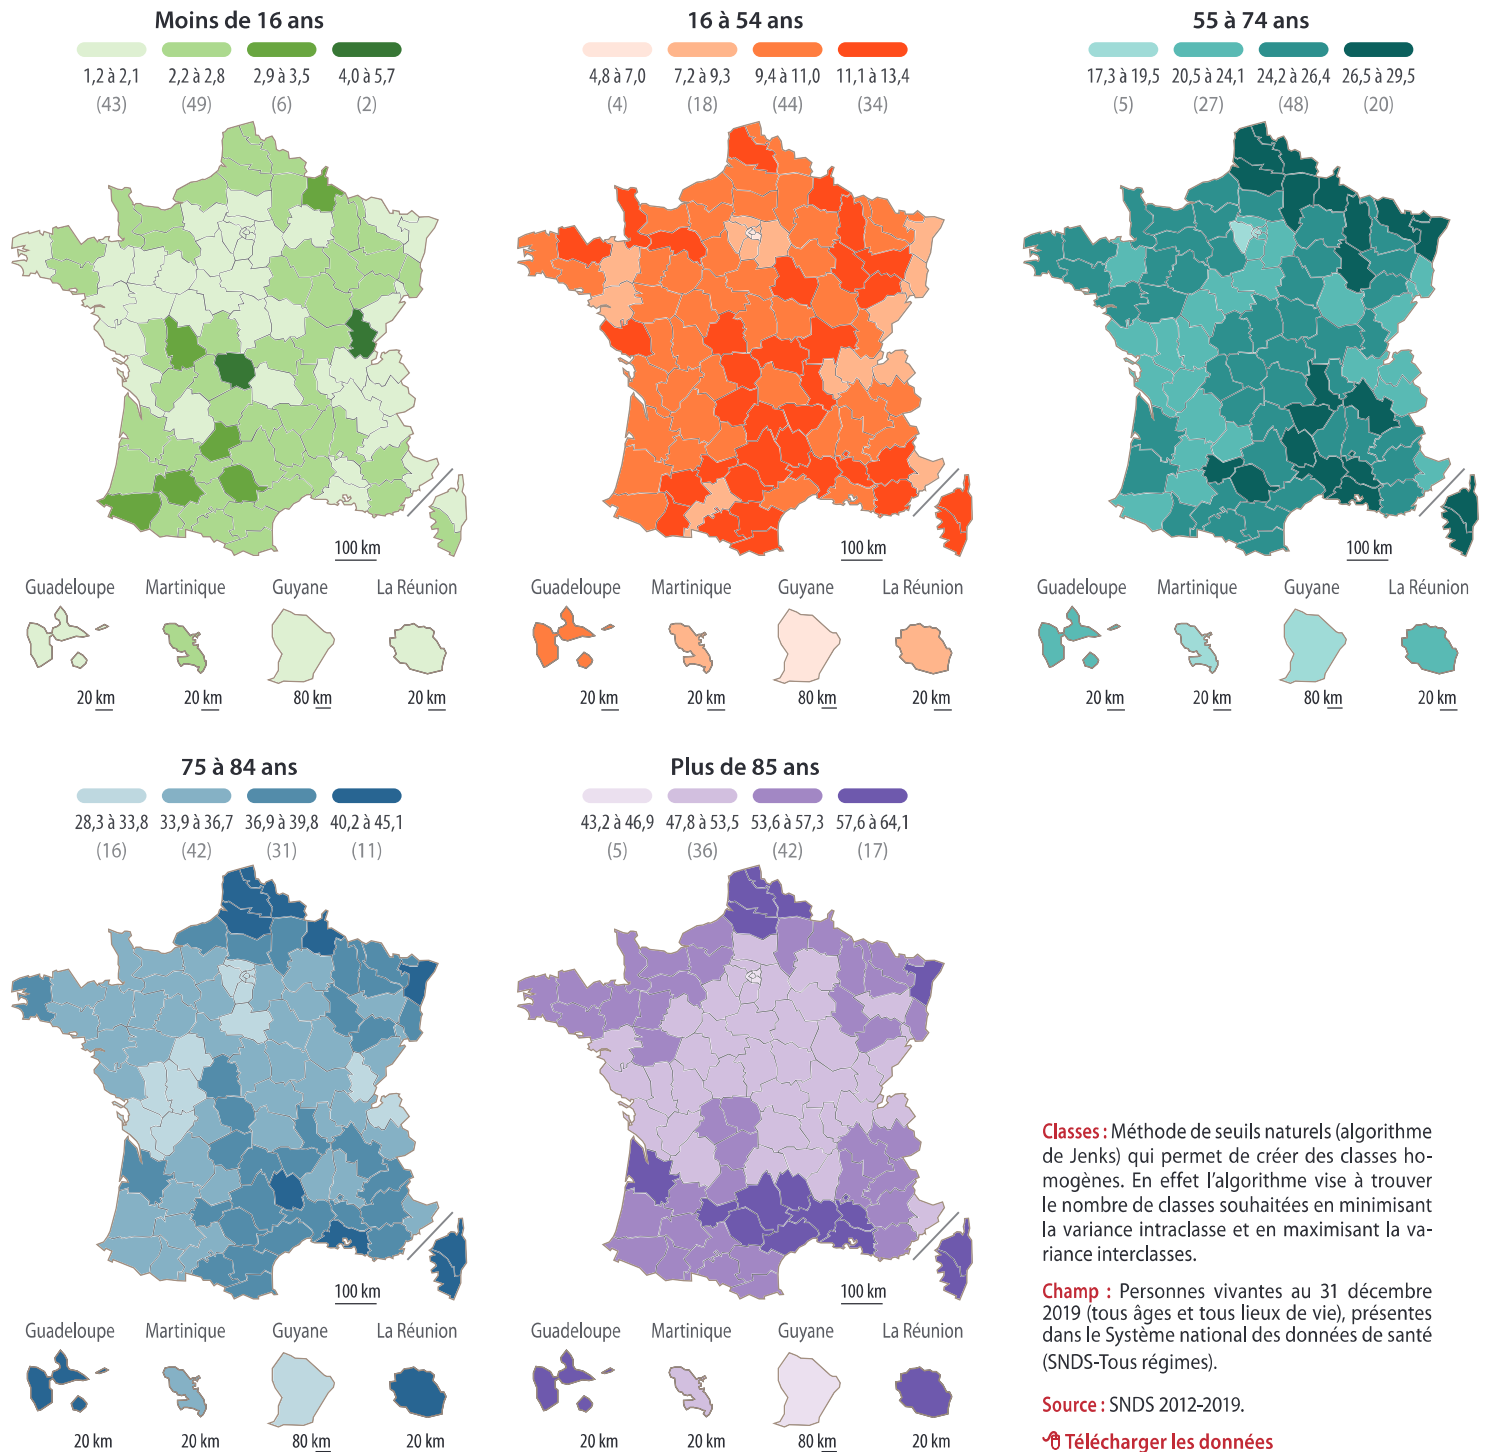 Moins de 16 ans
1,2 à 2,1 2,2 à 2,8 2,9 à 3,5 4,0 à 5,7
(43) (49) (6) (2)
100 km
Guadeloupe Martinique Guyane La Réunion
20 km 20 km 80 km 20 km
16 à 54 ans
4,8 à 7,0 7,2 à 9,3 9,4 à 11,0 11,1 à 13,4
(4) (18) (44) (34)
100 km
Guadeloupe Martinique Guyane La Réunion
20 km 20 km 80 km 20 km
55 à 74 ans
17,3 à 19,5 20,5 à 24,1 24,2 à 26,4 26,5 à 29,5
(5) (27) (48) (20)
100 km
Guadeloupe Martinique Guyane La Réunion
20 km 20 km 80 km 20 km
75 à 84 ans
28,3 à 33,8 33,9 à 36,7 36,9 à 39,8 40,2 à 45,1
(16) (42) (31) (11)
100 km
Guadeloupe Martinique Guyane La Réunion
20 km 20 km 80 km 20 km
Plus de 85 ans
43,2 à 46,9 47,8 à 53,5 53,6 à 57,3 57,6 à 64,1
(5) (36) (42) (17)
100 km
Guadeloupe Martinique Guyane La Réunion
20 km 20 km 80 km 20 km
Classes : Méthode de seuils naturels (algorithme
de Jenks) qui permet de créer des classes ho-
mogènes. En effet l'algorithme vise à trouver
le nombre de classes souhaitées en minimisant
la variance intraclasse et en maximisant la va-
riance interclasses.
Champ : Personnes vivantes au 31 décembre
2019 (tous âges et tous lieux de vie), présentes
dans le Système national des données de santé
(SNDS-Tous régimes).
Source : SNDS 2012-2019.
Télécharger les données